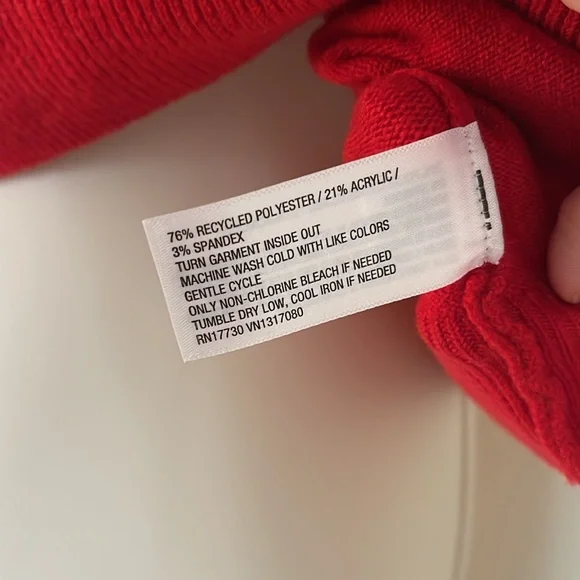 76% RECYCLED POLYESTER / 21% ACRYLIC /
3% SPANDEX
TURN GARMENT INSIDE OUT
MACHINE WASH COLD WITH LIKE COLORS
GENTLE CYCLE
ONLY NON-CHLORINE BLEACH IF NEEDED
TUMBLE DRY LOW, COOL IRON IF NEEDED
RN17730 VN1317080